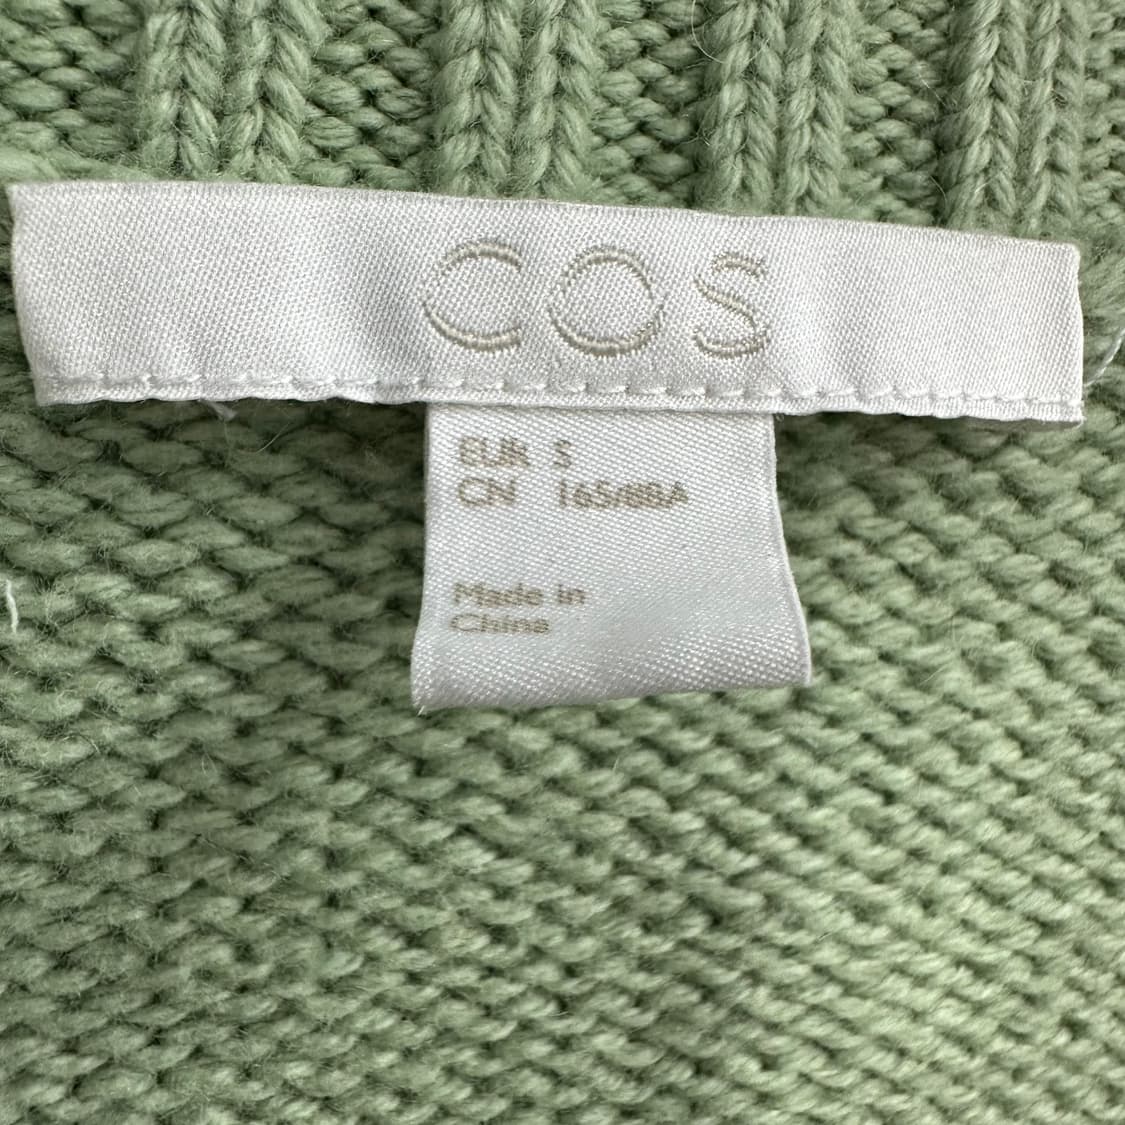 COS
EUR S
CN 165/88A
Made in
China